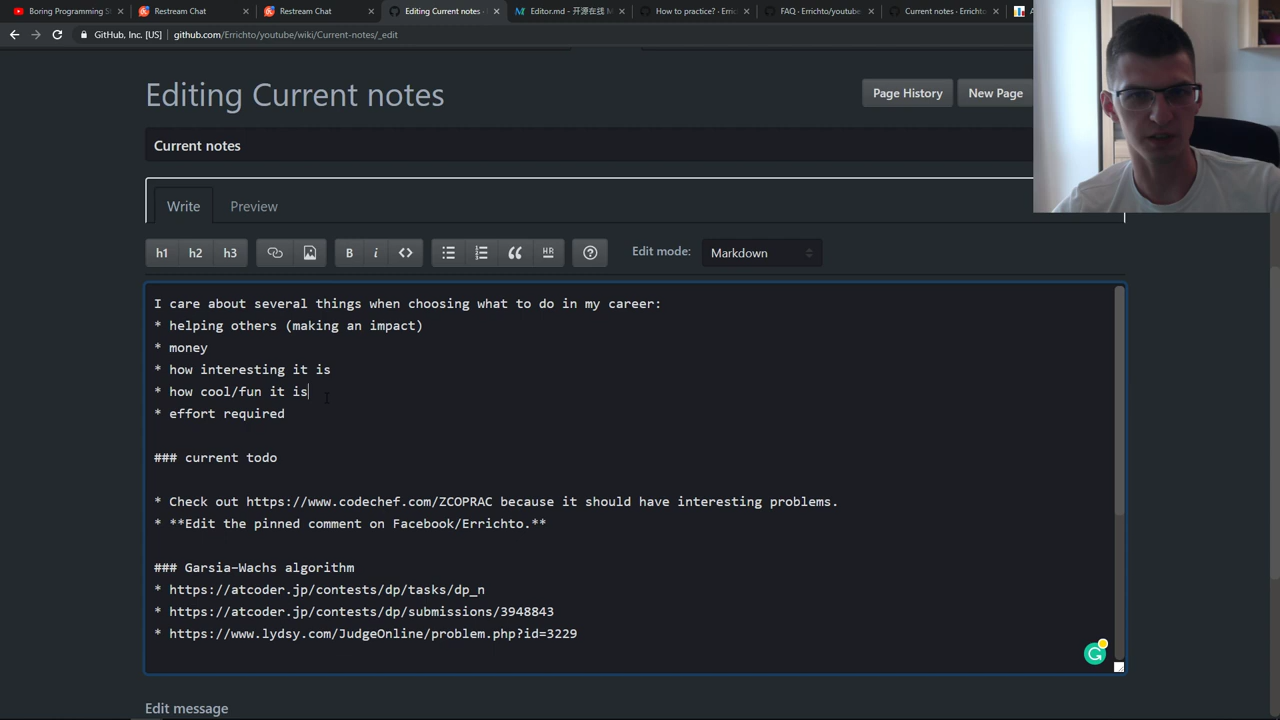 Boring Programming St
Restream Chat
Restream Chat
Editing Current notes ·
Editor.md - 开源在线 M
How to practice? · Erric
FAQ · Errichto/youtube
Current notes · Errichto
GitHub, Inc. [US]
github.com/Errichto/youtube/wiki/Current-notes/_edit
Editing Current notes
Page History
New Page
Current notes
Write
Preview
h1 h2 h3 B i <> HR
Edit mode:
Markdown
I care about several things when choosing what to do in my career:
* helping others (making an impact)
* money
* how interesting it is
* how cool/fun it is
* effort required
### current todo
* Check out https://www.codechef.com/ZCOPRAC because it should have interesting problems.
* **Edit the pinned comment on Facebook/Errichto.**
### Garsia–Wachs algorithm
* https://atcoder.jp/contests/dp/tasks/dp_n
* https://atcoder.jp/contests/dp/submissions/3948843
* https://www.lydsy.com/JudgeOnline/problem.php?id=3229
Edit message